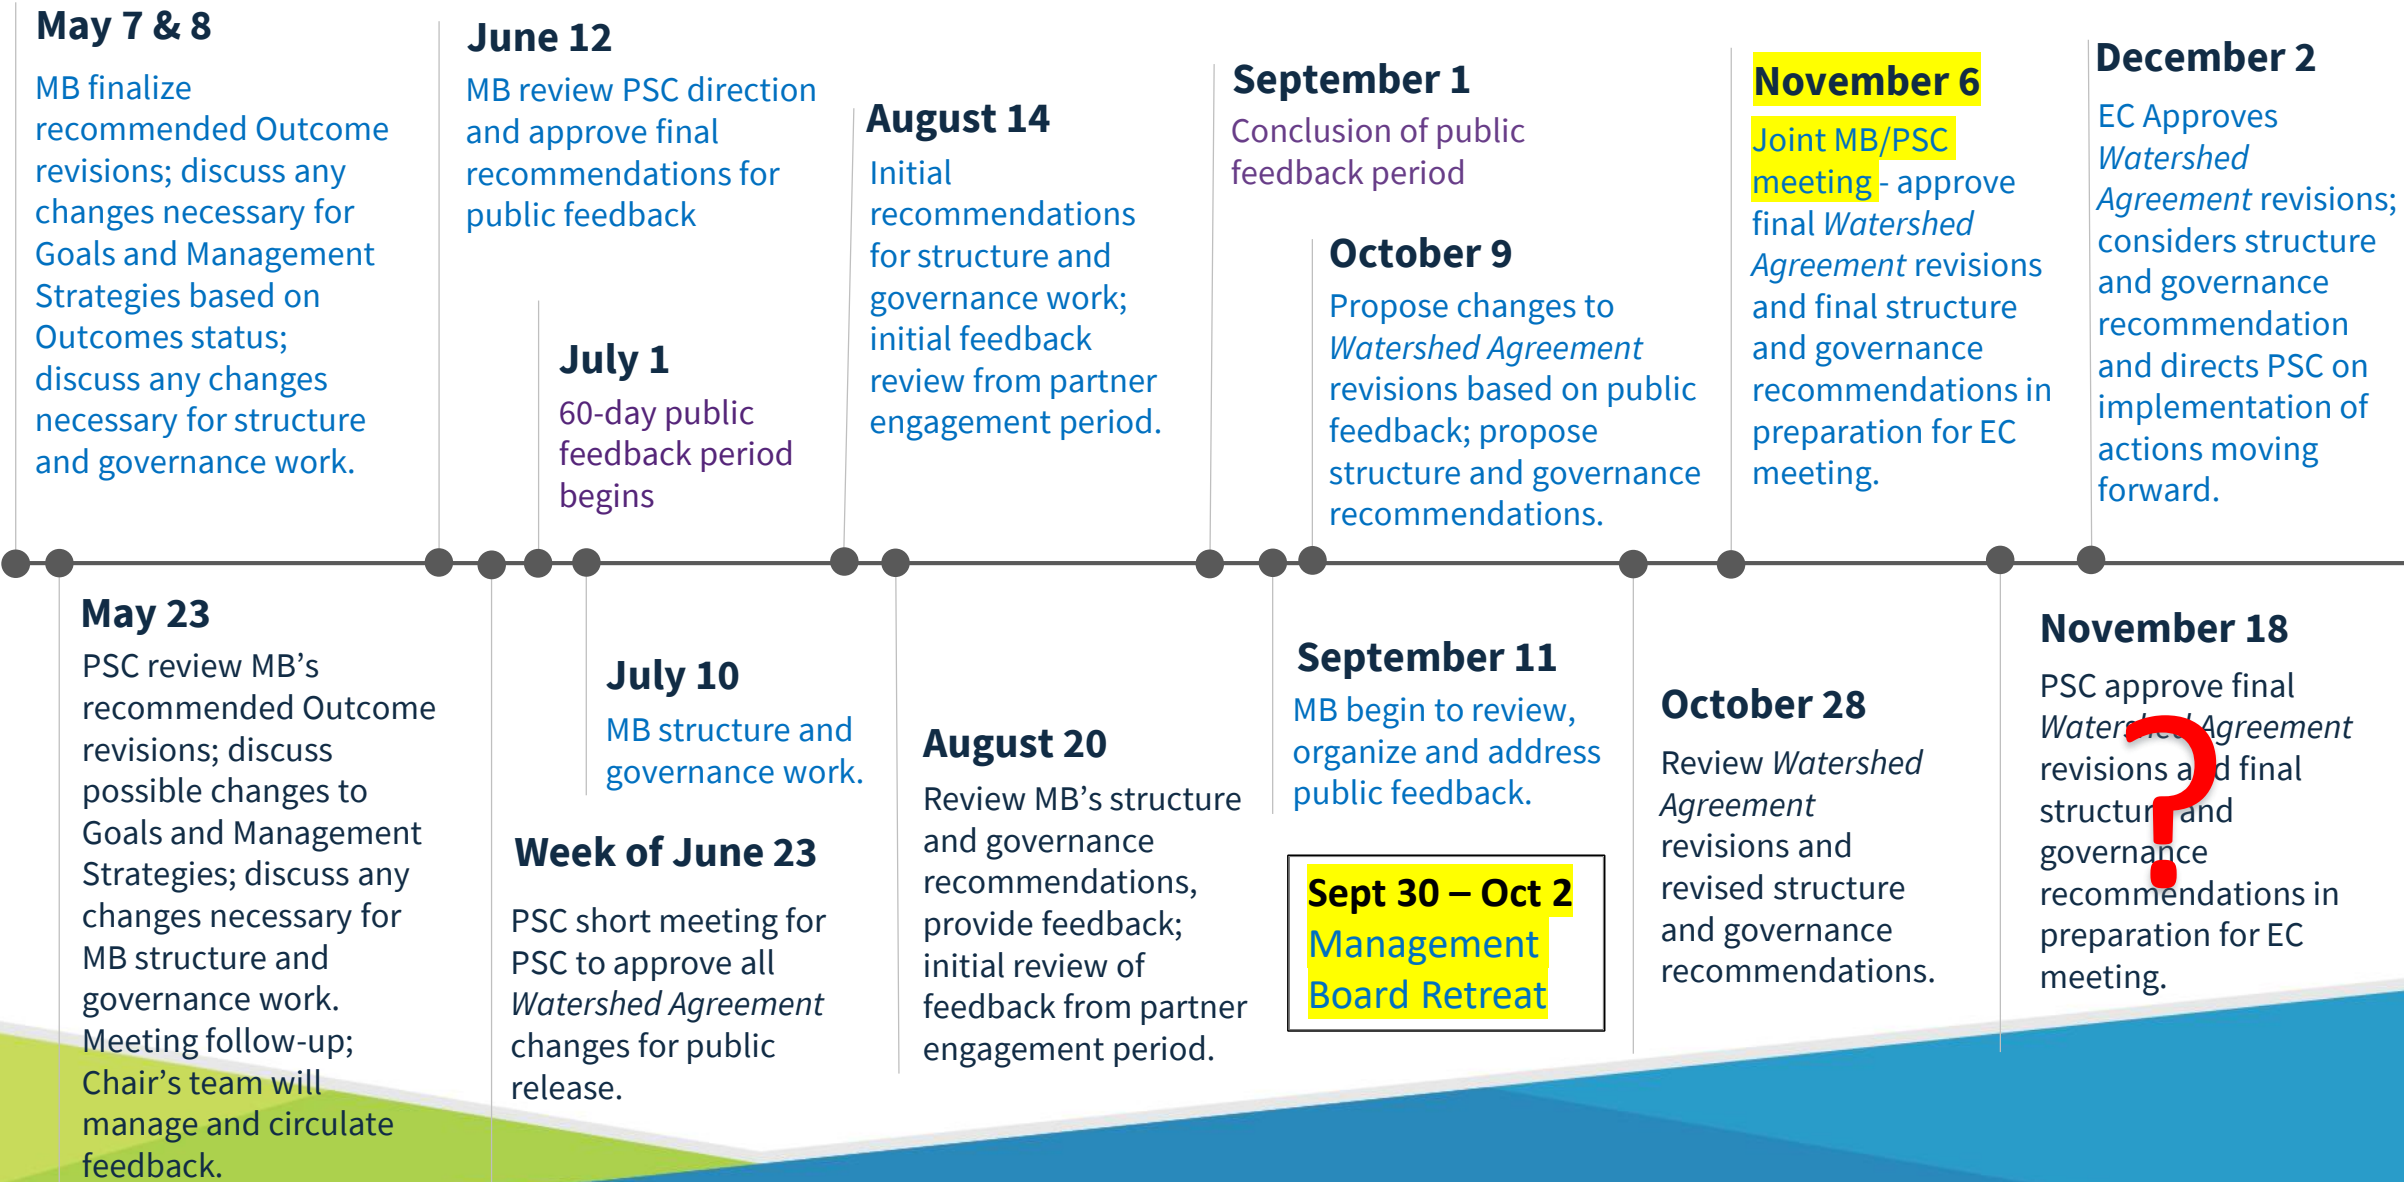 May 7 & 8
MB finalize
recommended Outcome
revisions; discuss any
changes necessary for
Goals and Management
Strategies based on
Outcomes status;
discuss any changes
necessary for structure
and governance work.
June 12
MB review PSC direction
and approve final
recommendations for
public feedback
July 1
60-day public
feedback period
begins
August 14
Initial
recommendations
for structure and
governance work;
initial feedback
review from partner
engagement period.
September 1
Conclusion of public
feedback period
October 9
Propose changes to
Watershed Agreement
revisions based on public
feedback; propose
structure and governance
recommendations.
November 6
Joint MB/PSC
meeting - approve
final Watershed
Agreement revisions
and final structure
and governance
recommendations in
preparation for EC
meeting.
December 2
EC Approves
Watershed
Agreement revisions;
considers structure
and governance
recommendation
and directs PSC on
implementation of
actions moving
forward.
May 23
PSC review MB's
recommended Outcome
revisions; discuss
possible changes to
Goals and Management
Strategies; discuss any
changes necessary for
MB structure and
governance work.
Meeting follow-up;
Chair's team will
manage and circulate
feedback.
Week of June 23
PSC short meeting for
PSC to approve all
Watershed Agreement
changes for public
release.
July 10
MB structure and
governance work.
August 20
Review MB's structure
and governance
recommendations,
provide feedback;
initial review of
feedback from partner
engagement period.
September 11
MB begin to review,
organize and address
public feedback.
Sept 30 – Oct 2
Management
Board Retreat
October 28
Review Watershed
Agreement
revisions and
revised structure
and governance
recommendations.
November 18
PSC approve final
Watershed Agreement
revisions and final
structure and
governance
recommendations in
preparation for EC
meeting.
?